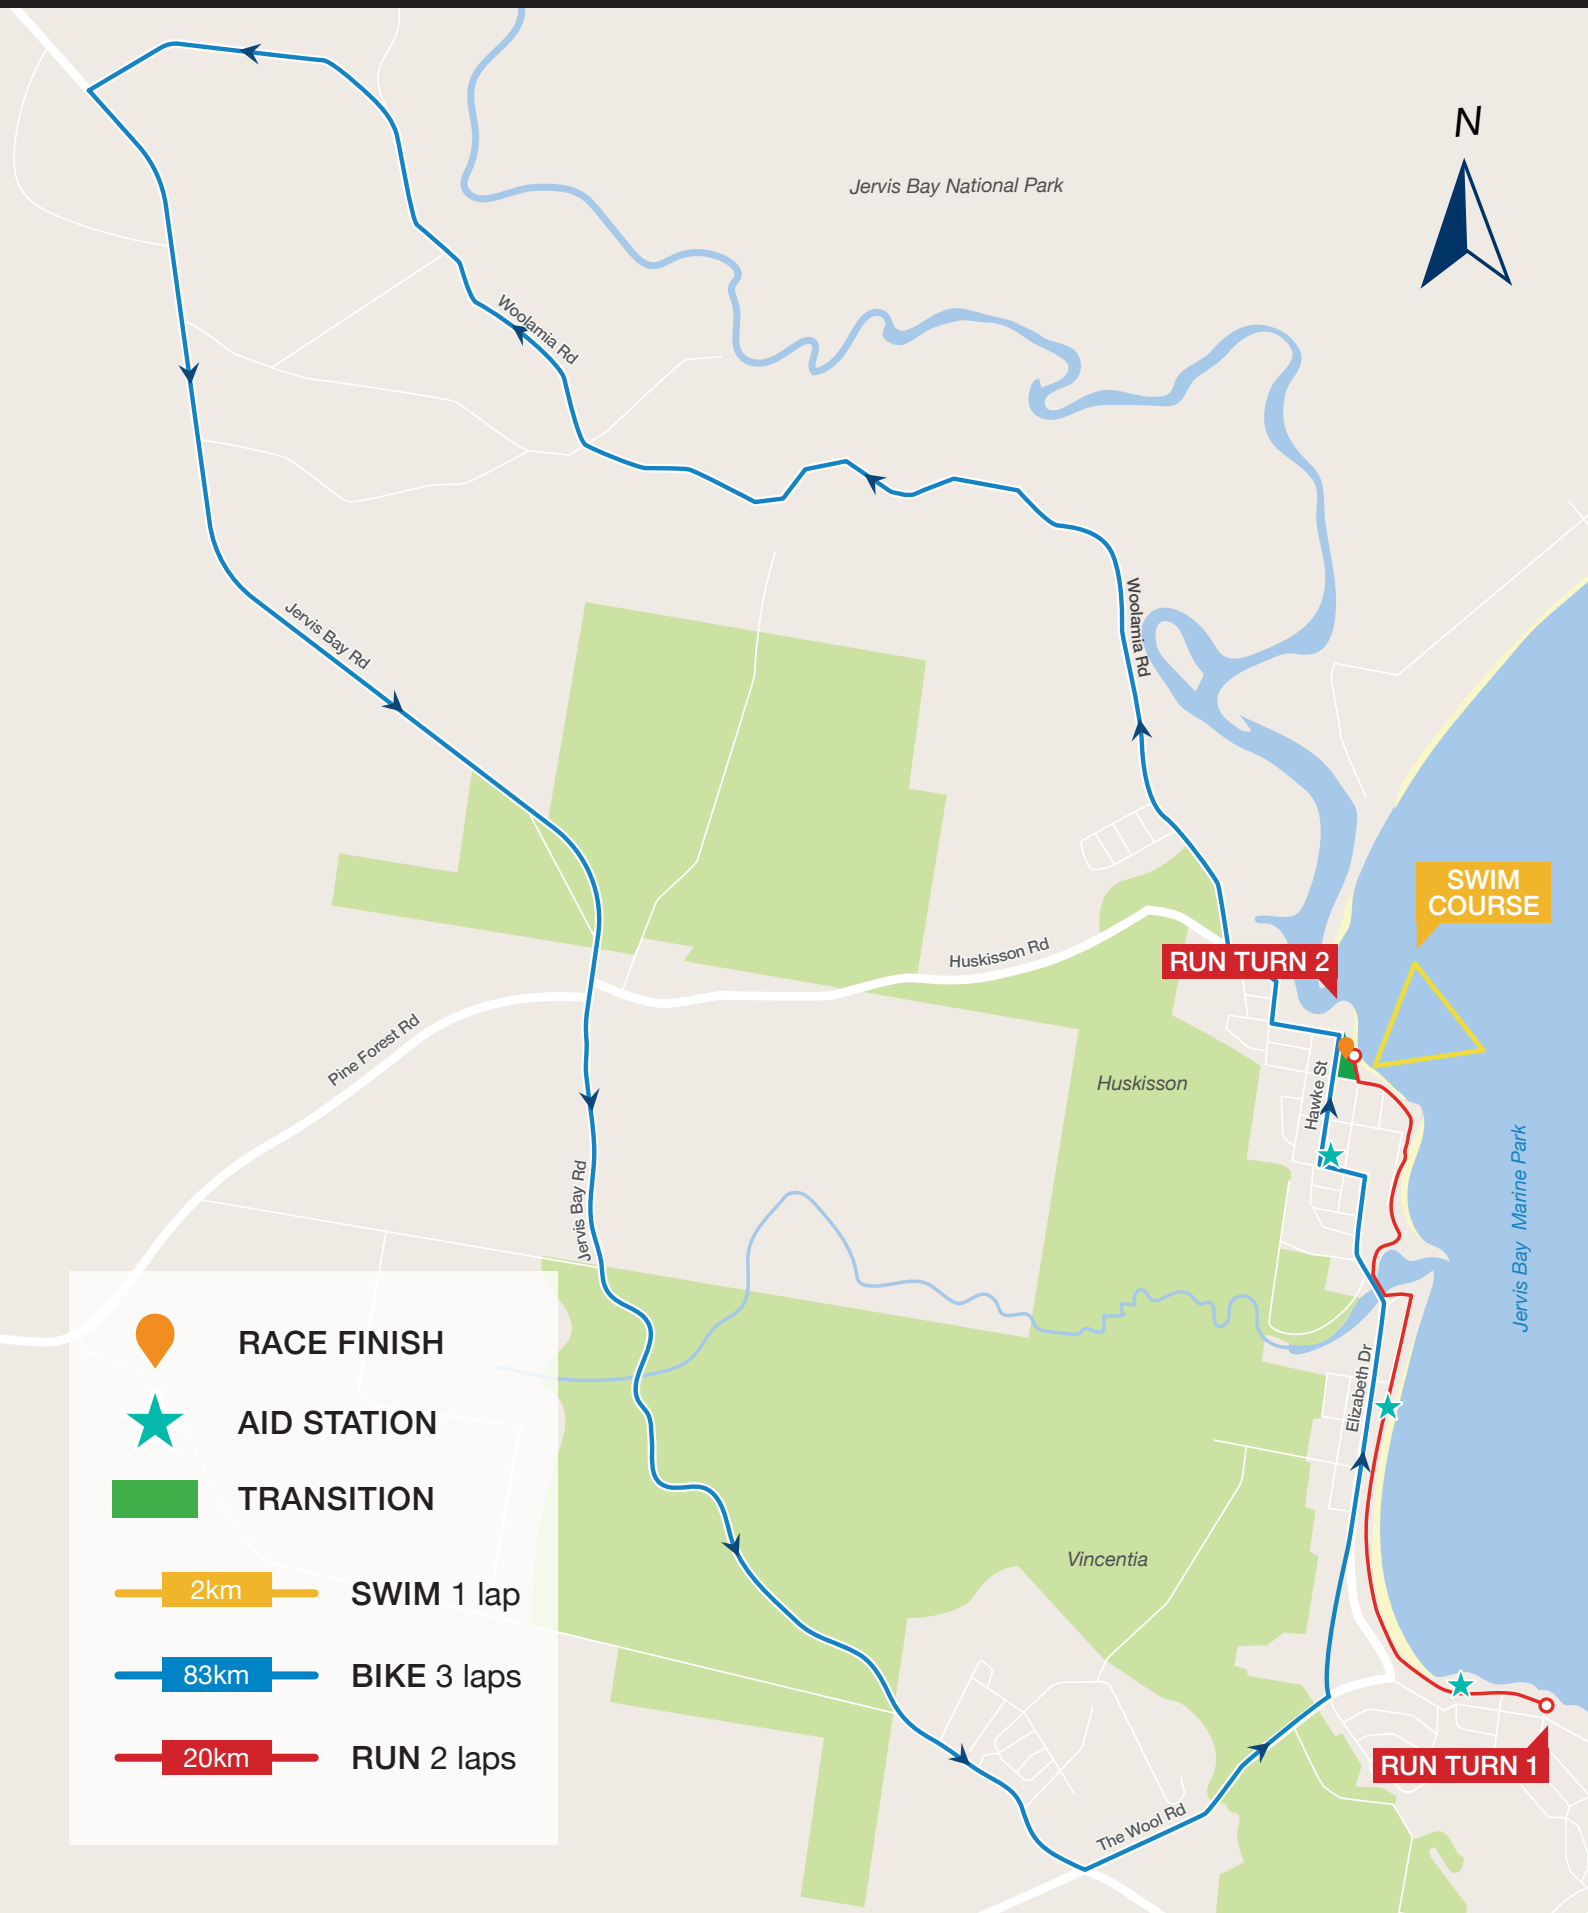 N
Jervis Bay National Park
Woolamia Rd
Jervis Bay Rd
Woolamia Rd
SWIM
COURSE
Huskisson Rd
RUN TURN 2
Pine Forest Rd
Huskisson
Hawke St
Jervis Bay Marine Park
Jervis Bay Rd
Elizabeth Dr
Vincentia
RUN TURN 1
The Wool Rd
RACE FINISH
AID STATION
TRANSITION
2km SWIM 1 lap
83km BIKE 3 laps
20km RUN 2 laps